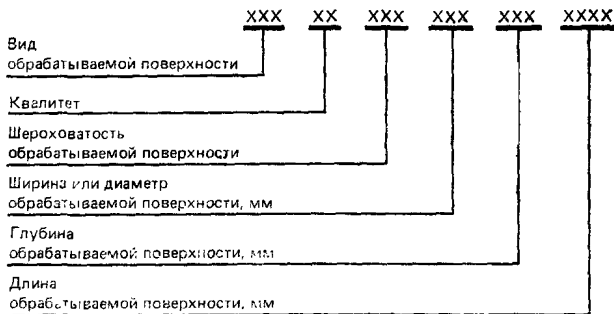 XXX XX XXX XXX XXX XXXX
Вид
обрабатываемой поверхности
Квалитет
Шероховатость
обрабатываемой поверхности
Ширина или диаметр
обрабатываемой поверхности, мм
Глубина
обрабатываемой поверхности, мм
Длина
обрабатываемой поверхности, мм